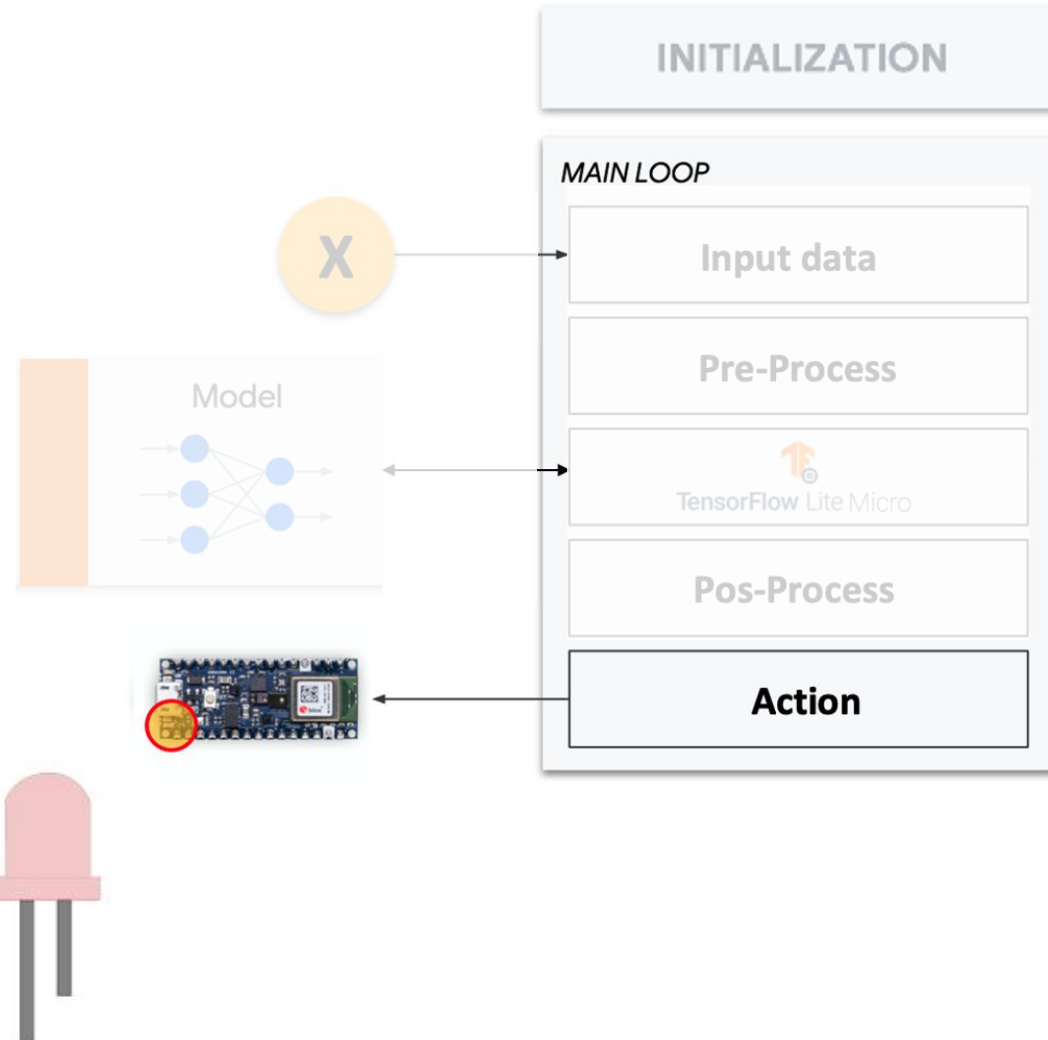 INITIALIZATION
MAIN LOOP
X
Input data
Pre-Process
Model
TensorFlow Lite Micro
Pos-Process
Action